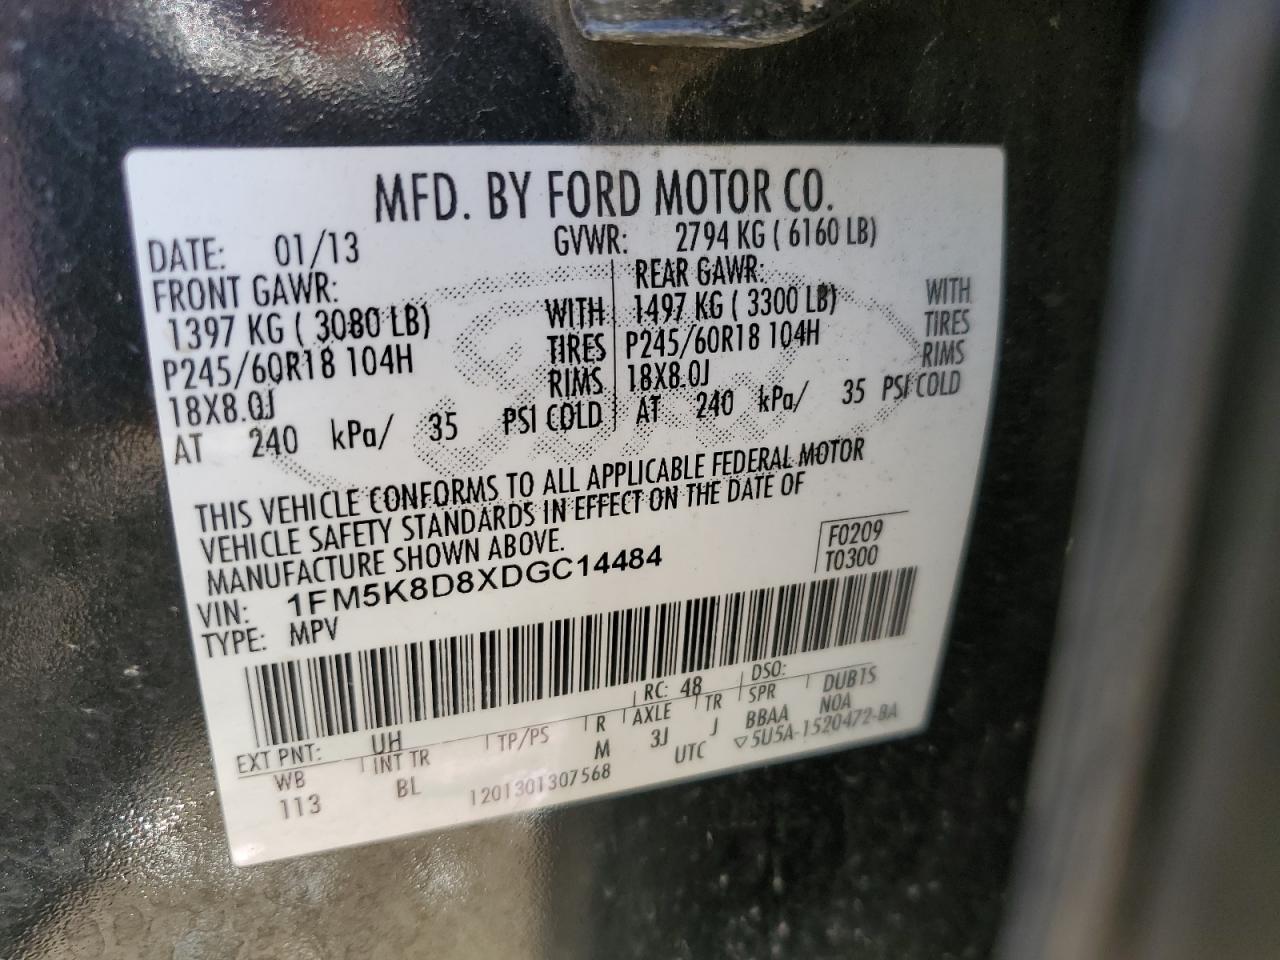 MFD. BY FORD MOTOR CO.
DATE: 01/13 GVWR: 2794 KG ( 6160 LB)
FRONT GAWR: REAR GAWR:
1397 KG ( 3080 LB) WITH 1497 KG ( 3300 LB) WITH
P245/60R18 104H TIRES P245/60R18 104H TIRES
18X8.0J RIMS 18X8.0J RIMS
AT 240 kPa/ 35 PSI COLD AT 240 kPa/ 35 PSI COLD
THIS VEHICLE CONFORMS TO ALL APPLICABLE FEDERAL MOTOR
VEHICLE SAFETY STANDARDS IN EFFECT ON THE DATE OF
MANUFACTURE SHOWN ABOVE.
F0209
T0300
VIN: 1FM5K8D8XDGC14484
TYPE: MPV
EXT PNT: UH RC: 48 DSO:
WB INT TR TP/PS R AXLE TR SPR DUBTS
113 BL M 3J J BBAA NOA
1201301307568 UTC ▽5U5A-1520472-BA